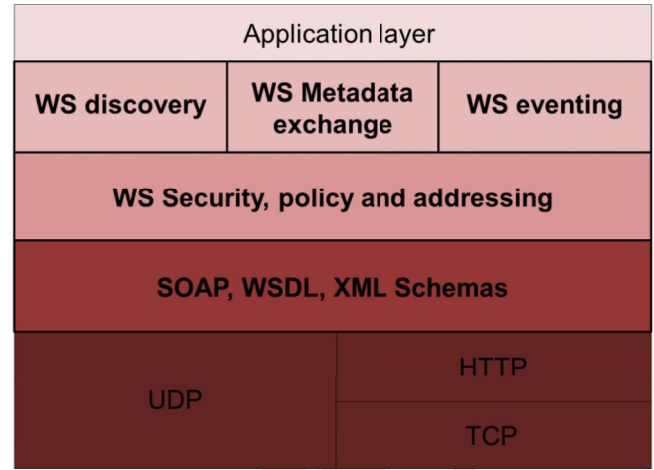 Application layer
WS discovery
WS Metadata
exchange
WS eventing
WS Security, policy and addressing
SOAP, WSDL, XML Schemas
UDP
HTTP
TCP